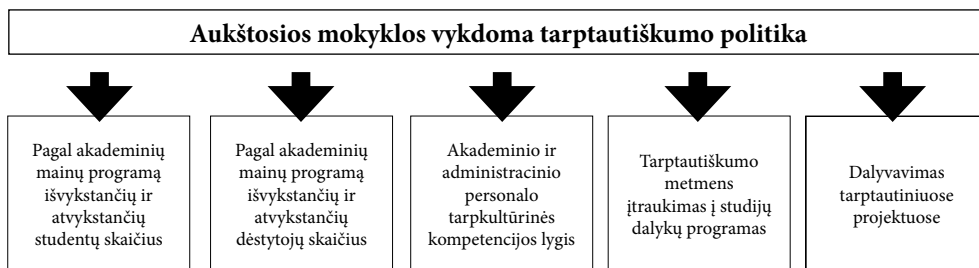 Aukštosios mokyklos vykdoma tarptautiškumo politika
Pagal akademinių
mainų programą
išvykstančių ir
atvykstančių
studentų skaičius
Pagal akademinių
mainų programą
išvykstančių ir
atvykstančių
dėstytojų skaičius
Akademinio ir
administracinio
personalo
tarpkultūrinės
kompetencijos lygis
Tarptautiškumo
metmens
įtraukimas į studijų
dalykų programas
Dalyvavimas
tarptautiniuose
projektuose